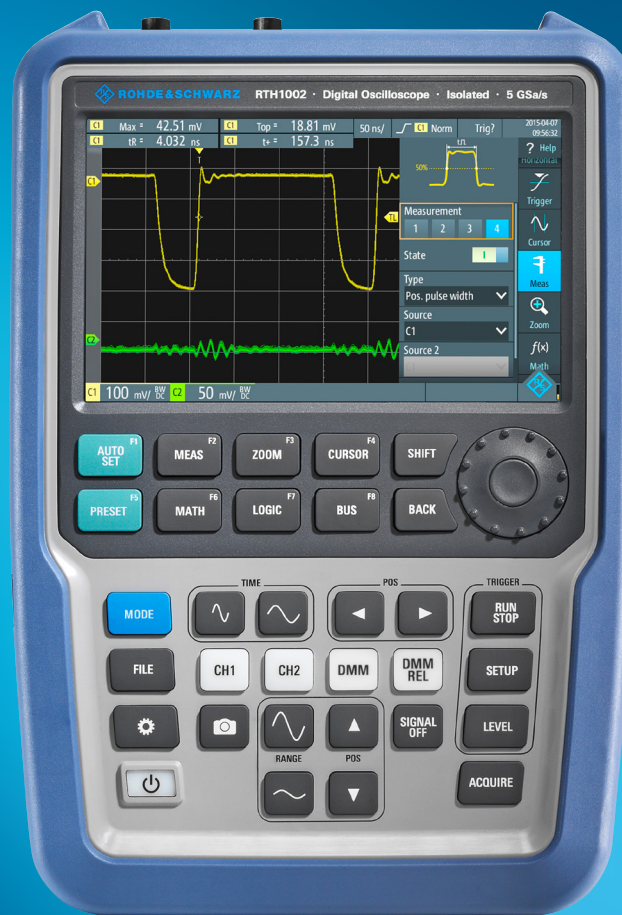 ROHDE&SCHWARZ RTH1002 · Digital Oscilloscope · Isolated · 5 GSa/s
C1 Max = 42.51 mV C1 Top = 18.81 mV 50 ns/ C1 Norm Trig? 2015-04-07
C1 tR = 4.032 ns C1 t+ = 157.3 ns 09:56:32
? Help
Horizontal
50%
T
C1
TL
Trigger
Measurement
1 2 3 4
Cursor
State
Meas
Type
Pos. pulse width
Zoom
Source
C1
f(x)
C2
Source 2
Math
C1 100 mV/ BW DC C2 50 mV/ BW DC
F1 F2 F3 F4
AUTO SET MEAS ZOOM CURSOR SHIFT
F5 F6 F7 F8
PRESET MATH LOGIC BUS BACK
TIME POS TRIGGER
MODE RUN STOP
FILE CH1 CH2 DMM DMM REL SETUP
SIGNAL OFF LEVEL
RANGE POS
ACQUIRE